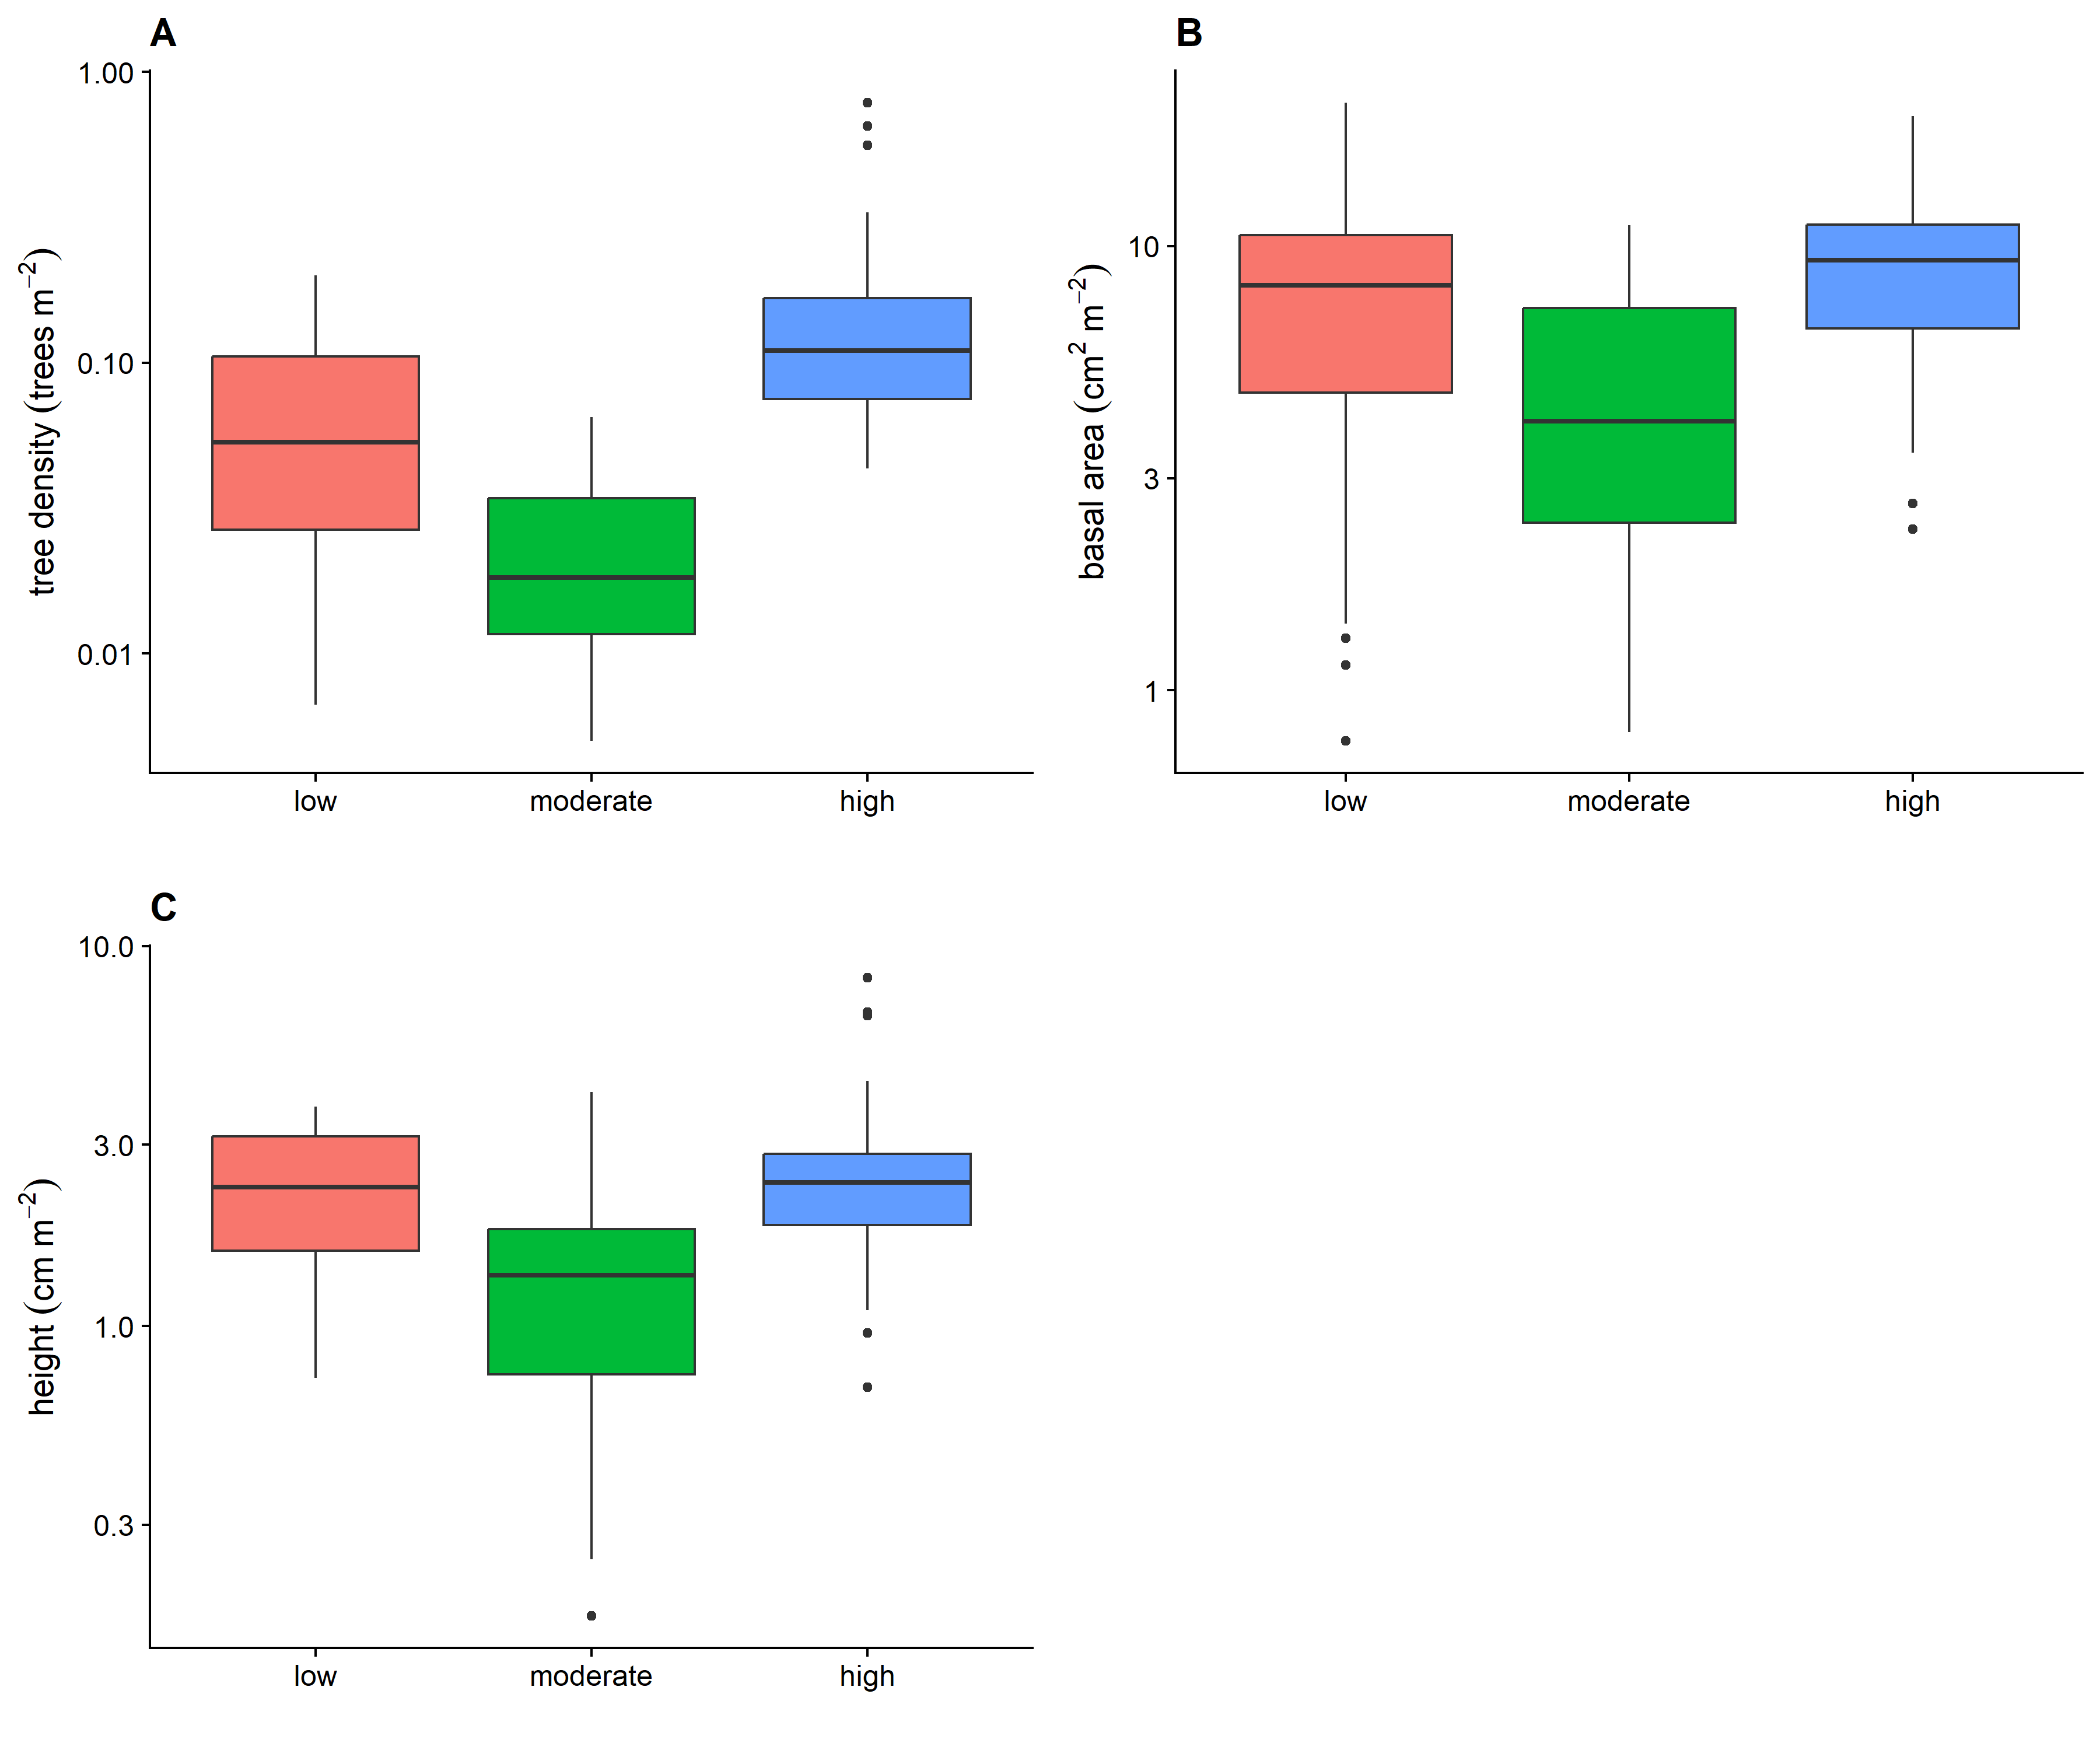 A
1.00
0.10
0.01
tree density (trees m⁻²)
low moderate high
B
10
3
1
basal area (cm² m⁻²)
low moderate high
C
10.0
3.0
1.0
0.3
height (cm m⁻²)
low moderate high